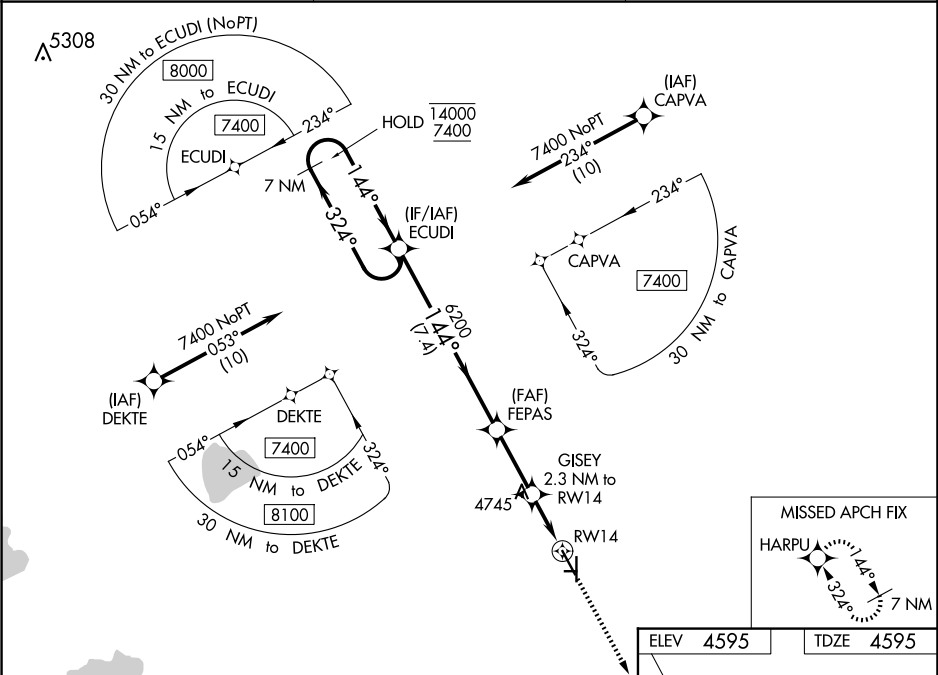 5308
30 NM to ECUDI (NoPT)
8000
15 NM to ECUDI
7400
234°
ECUDI
054°
HOLD 14000
7400
7 NM
144°
324°
(IF/IAF)
ECUDI
(IAF)
CAPVA
7400 NoPT
234°
(10)
234°
CAPVA
7400
324°
30 NM to CAPVA
6200
144°
(7.4)
7400 NoPT
053°
(10)
(IAF)
DEKTE
054°
DEKTE
7400
324°
15 NM to DEKTE
8100
30 NM to DEKTE
(FAF)
FEPAS
GISEY
2.3 NM to
RW14
4745
RW14
MISSED APCH FIX
HARPU
144°
324°
7 NM
ELEV 4595
TDZE 4595